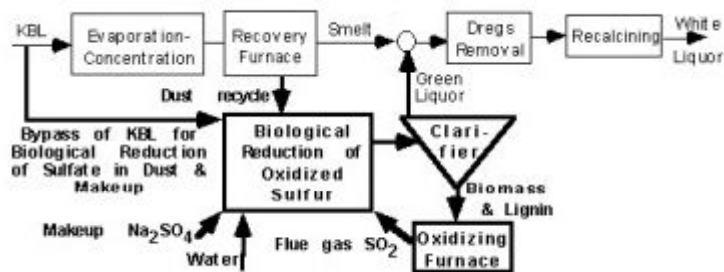 KBL
Evaporation-
Concentration
Recovery
Furnace
Smelt
Dregs
Removal
Recalcining
White
Liquor
Green
Liquor
Dust recycle
Bypass of KBL for
Biological Reduction
of Sulfate in Dust &
Makeup
Biological
Reduction of
Oxidized
Sulfur
Clari-
fier
Biomass
& Lignin
Makeup Na₂SO₄
Water
Flue gas SO₂
Oxidizing
Furnace